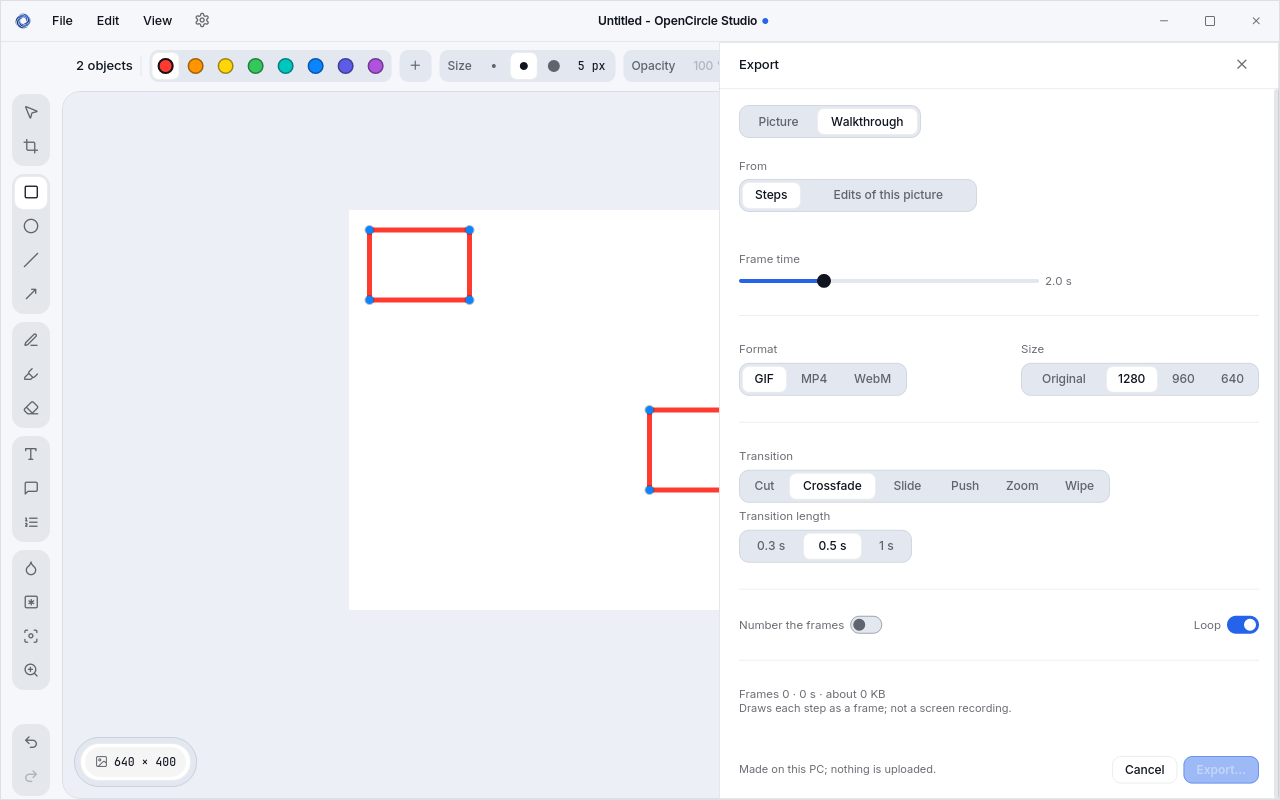 File Edit View
Untitled - OpenCircle Studio
2 objects
Size
5 px
Opacity
100
Export
Picture
Walkthrough
From
Steps
Edits of this picture
Frame time
2.0 s
Format
Size
GIF
MP4
WebM
Original
1280
960
640
Transition
Cut
Crossfade
Slide
Push
Zoom
Wipe
Transition length
0.3 s
0.5 s
1 s
Number the frames
Loop
Frames 0 · 0 s · about 0 KB
Draws each step as a frame; not a screen recording.
640 × 400
Made on this PC; nothing is uploaded.
Cancel
Export...